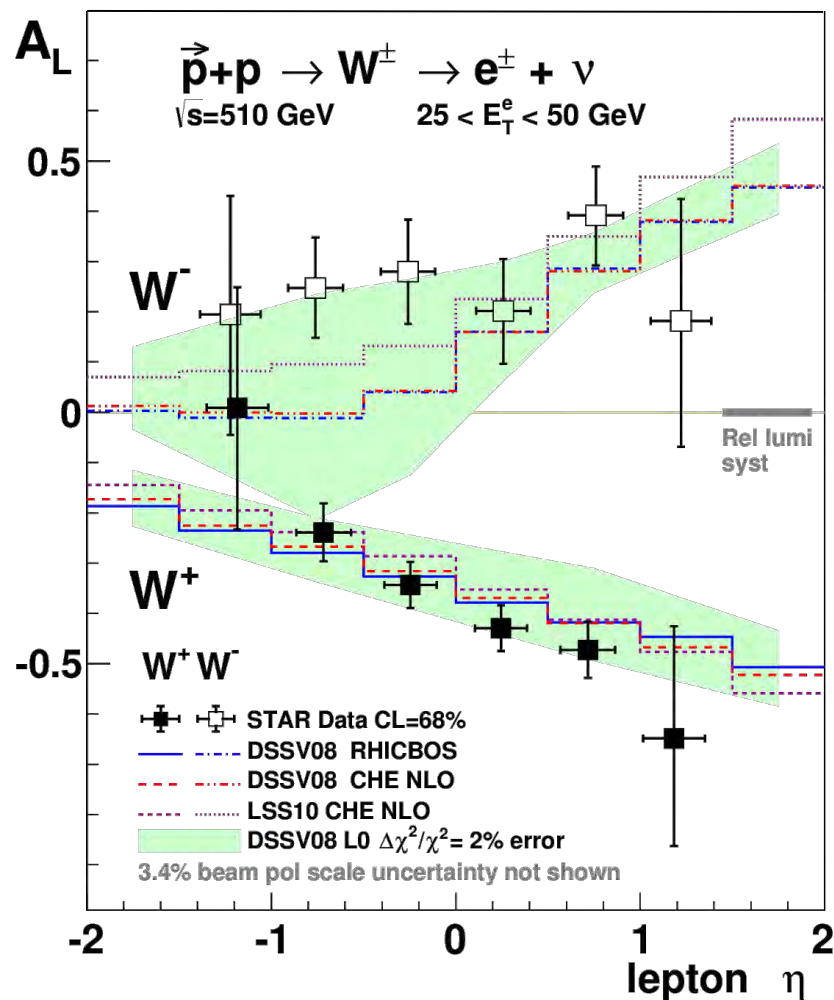 A_L
p⃗+p → W^± → e^± + ν
√s=510 GeV 25 < E_T^e < 50 GeV
0.5
W^-
0
Rel lumi
syst
W^+
-0.5
W^+ W^-
STAR Data CL=68%
DSSV08 RHICBOS
DSSV08 CHE NLO
LSS10 CHE NLO
DSSV08 L0 Δχ²/χ²= 2% error
3.4% beam pol scale uncertainty not shown
-2 -1 0 1 2
lepton η